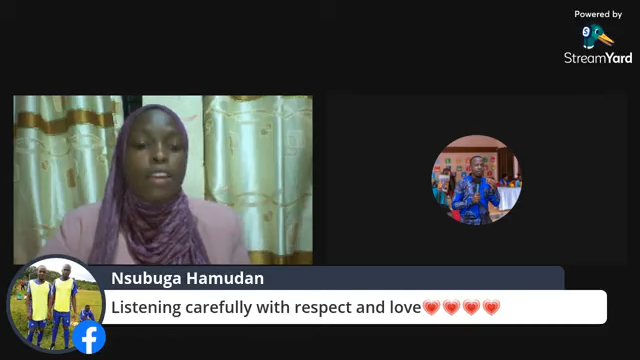 Powered by
StreamYard
Nsubuga Hamudan
Listening carefully with respect and love💗💗💗💗